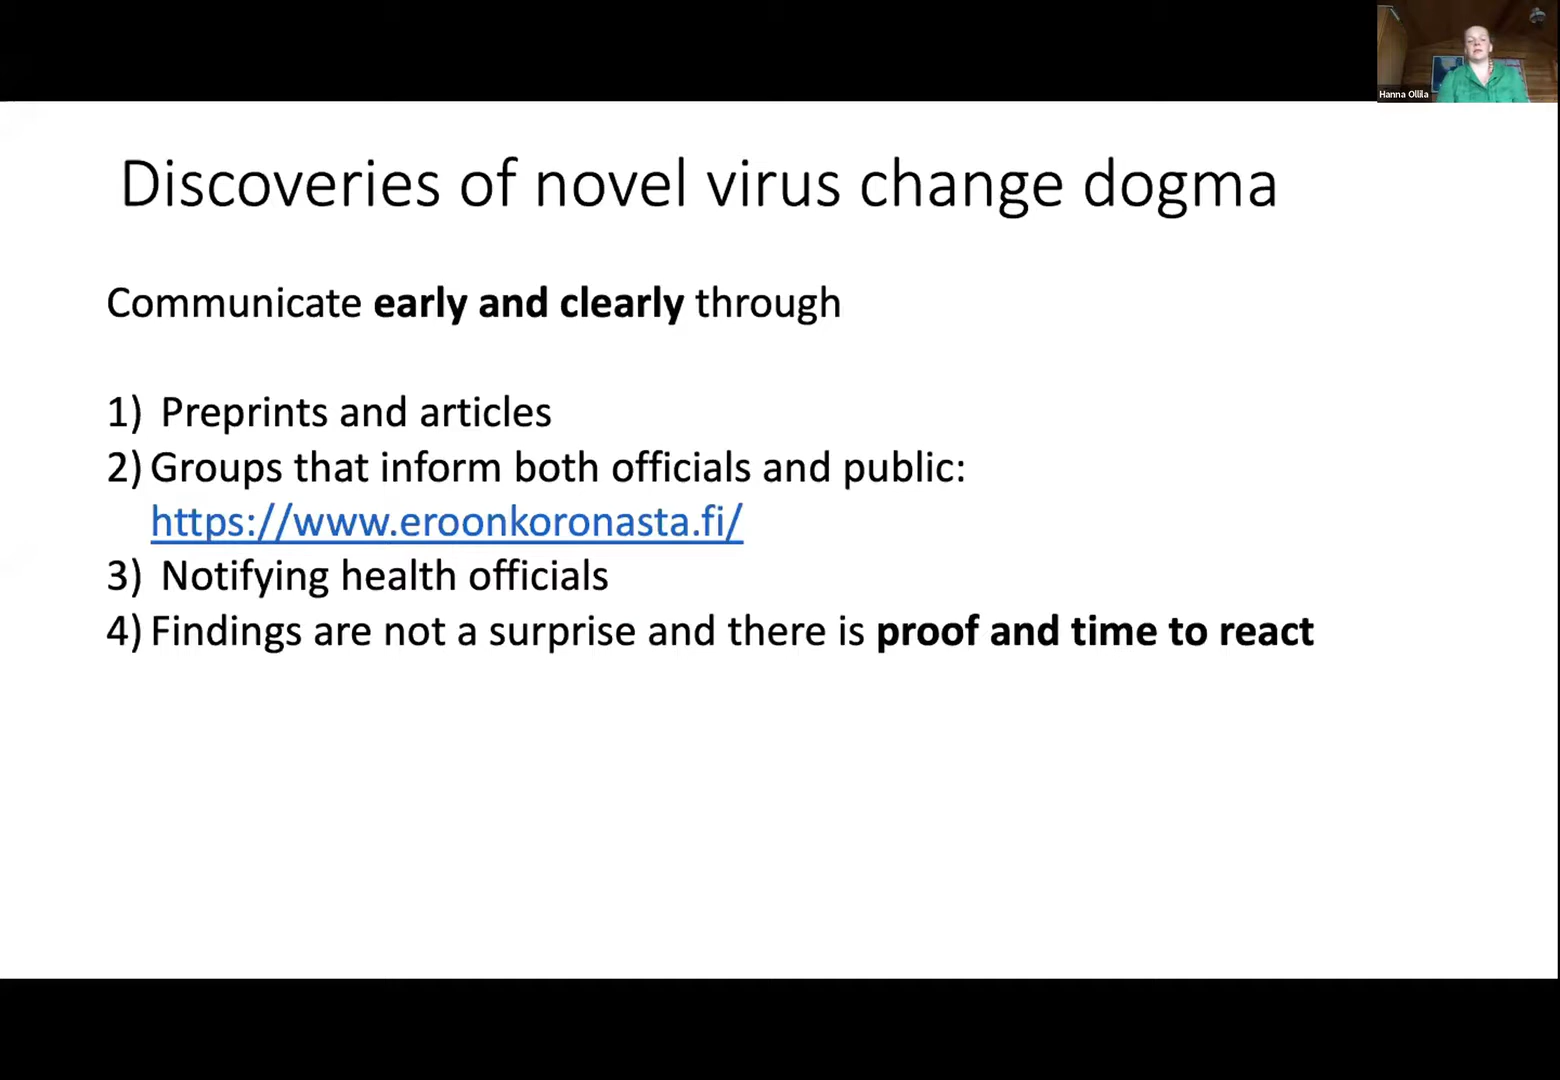 Hanna Ollila
Discoveries of novel virus change dogma
Communicate early and clearly through
1) Preprints and articles
2) Groups that inform both officials and public:
https://www.eroonkoronasta.fi/
3) Notifying health officials
4) Findings are not a surprise and there is proof and time to react